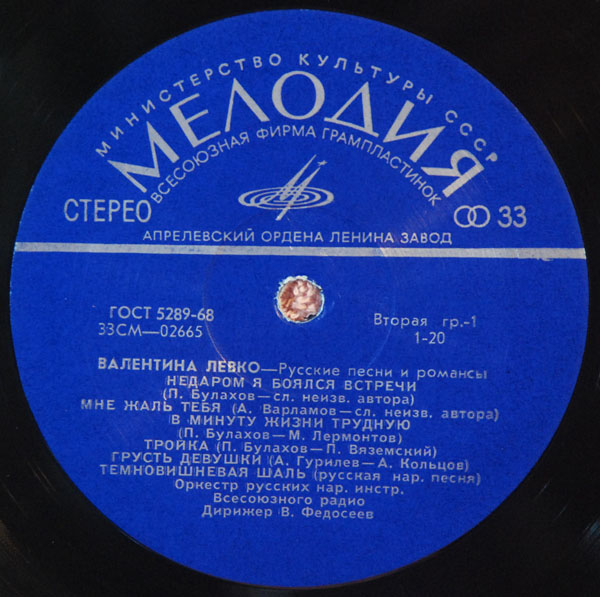 МИНИСТЕРСТВО КУЛЬТУРЫ СССР
МЕЛОДИЯ
ВСЕСОЮЗНАЯ ФИРМА ГРАМПЛАСТИНОК
СТЕРЕО
33
АПРЕЛЕВСКИЙ ОРДЕНА ЛЕНИНА ЗАВОД
ГОСТ 5289-68
33СМ—02665
Вторая гр.-1
1-20
ВАЛЕНТИНА ЛЕВКО—Русские песни и романсы
НЕДАРОМ Я БОЯЛСЯ ВСТРЕЧИ
(П. Булахов—сл. неизв. автора)
МНЕ ЖАЛЬ ТЕБЯ (А. Варламов—сл. неизв. автора)
В МИНУТУ ЖИЗНИ ТРУДНУЮ
(П. Булахов—М. Лермонтов)
ТРОЙКА (П. Булахов—П. Вяземский)
ГРУСТЬ ДЕВУШКИ (А. Гурилев—А. Кольцов)
ТЕМНОВИШНЕВАЯ ШАЛЬ (русская нар. песня)
Оркестр русских нар. инстр.
Всесоюзного радио
Дирижер В. Федосеев